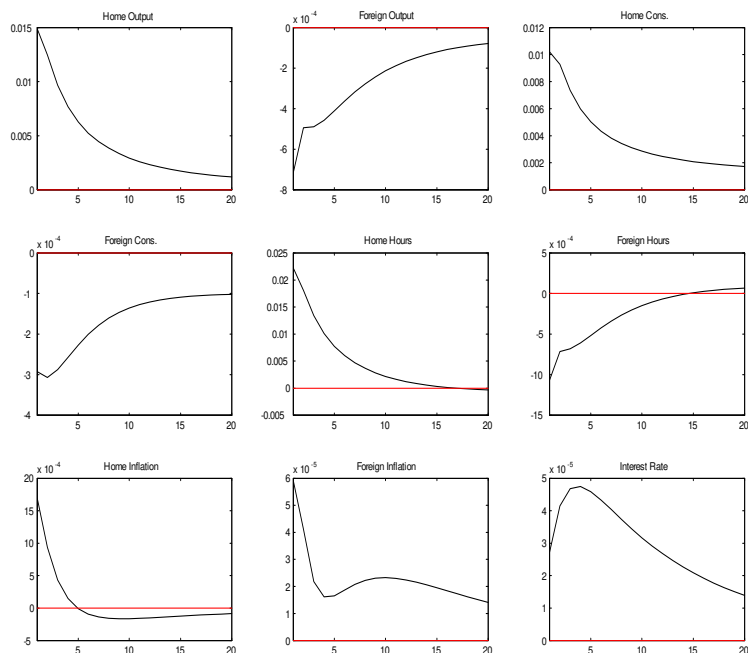 Home Output
0.015
0.01
0.005
0
5 10 15 20
Foreign Output
x 10 -4
0
-2
-4
-6
-8
5 10 15 20
Home Cons.
0.012
0.01
0.008
0.006
0.004
0.002
0
5 10 15 20
Foreign Cons.
x 10 -4
0
-1
-2
-3
-4
5 10 15 20
Home Hours
0.025
0.02
0.015
0.01
0.005
0
-0.005
5 10 15 20
Foreign Hours
x 10 -4
5
0
-5
-10
-15
5 10 15 20
Home Inflation
x 10 -4
20
15
10
5
0
-5
5 10 15 20
Foreign Inflation
x 10 -5
6
5
4
3
2
1
0
5 10 15 20
Interest Rate
x 10 -5
5
4
3
2
1
0
5 10 15 20